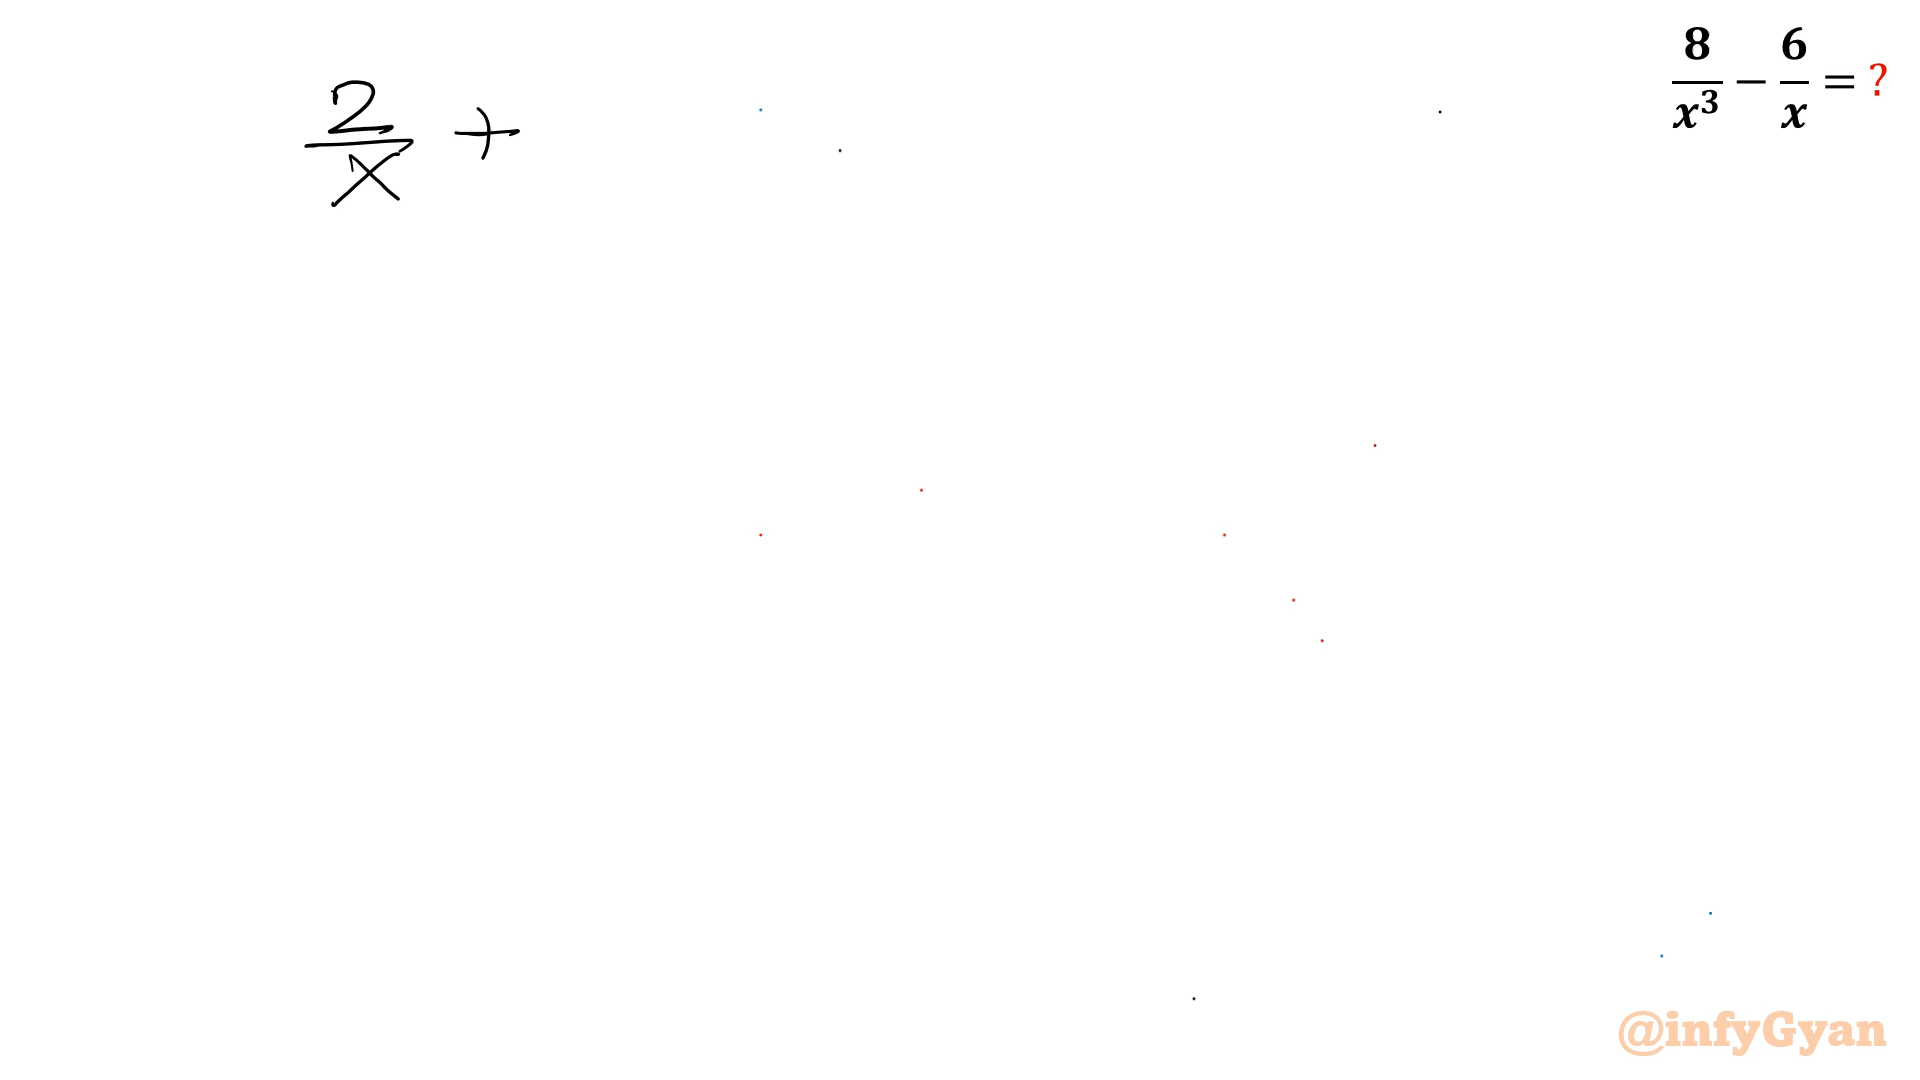 2/x +
8/x³ − 6/x = ?
@infyGyan